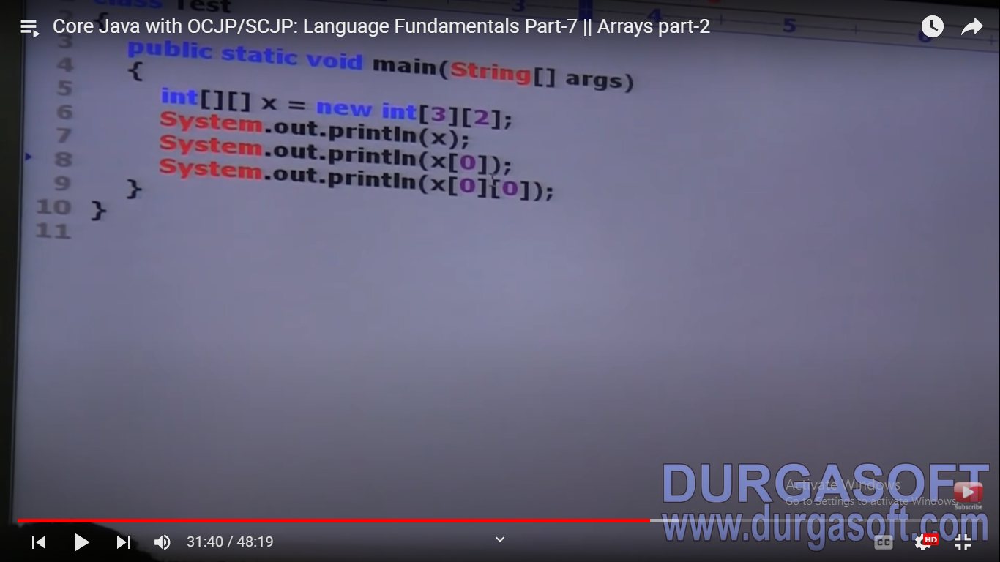 class Test
Core Java with OCJP/SCJP: Language Fundamentals Part-7 || Arrays part-2
3 4 5 6
2 {
3 public static void main(String[] args)
4 {
5 int[][] x = new int[3][2];
6 System.out.println(x);
7 System.out.println(x[0]);
8 System.out.println(x[0][0]);
9 }
10 }
11
DURGASOFT
Activate Windows
Go to Settings to activate Windows.
Subscribe
www.durgasoft.com
31:40 / 48:19
CC
HD